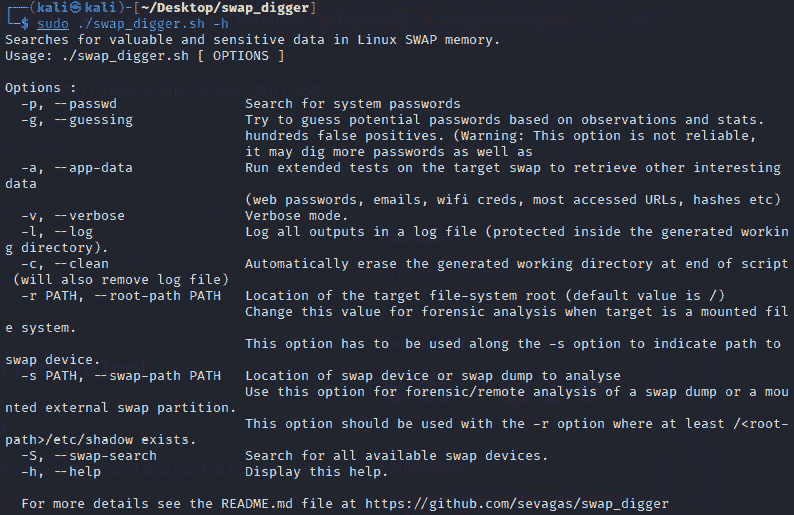 (kali㉿kali)-[~/Desktop/swap_digger]
$ sudo ./swap_digger.sh -h
Searches for valuable and sensitive data in Linux SWAP memory.
Usage: ./swap_digger.sh [ OPTIONS ]
Options :
-p, --passwd Search for system passwords
-g, --guessing Try to guess potential passwords based on observations and stats.
hundreds false positives. (Warning: This option is not reliable,
it may dig more passwords as well as
-a, --app-data Run extended tests on the target swap to retrieve other interesting
data
(web passwords, emails, wifi creds, most accessed URLs, hashes etc)
-v, --verbose Verbose mode.
-l, --log Log all outputs in a log file (protected inside the generated workin
g directory).
-c, --clean Automatically erase the generated working directory at end of script
(will also remove log file)
-r PATH, --root-path PATH Location of the target file-system root (default value is /)
Change this value for forensic analysis when target is a mounted fil
e system.
This option has to  be used along the -s option to indicate path to
swap device.
-s PATH, --swap-path PATH Location of swap device or swap dump to analyse
Use this option for forensic/remote analysis of a swap dump or a mou
nted external swap partition.
This option should be used with the -r option where at least /<root-
path>/etc/shadow exists.
-S, --swap-search Search for all available swap devices.
-h, --help Display this help.
For more details see the README.md file at https://github.com/sevagas/swap_digger